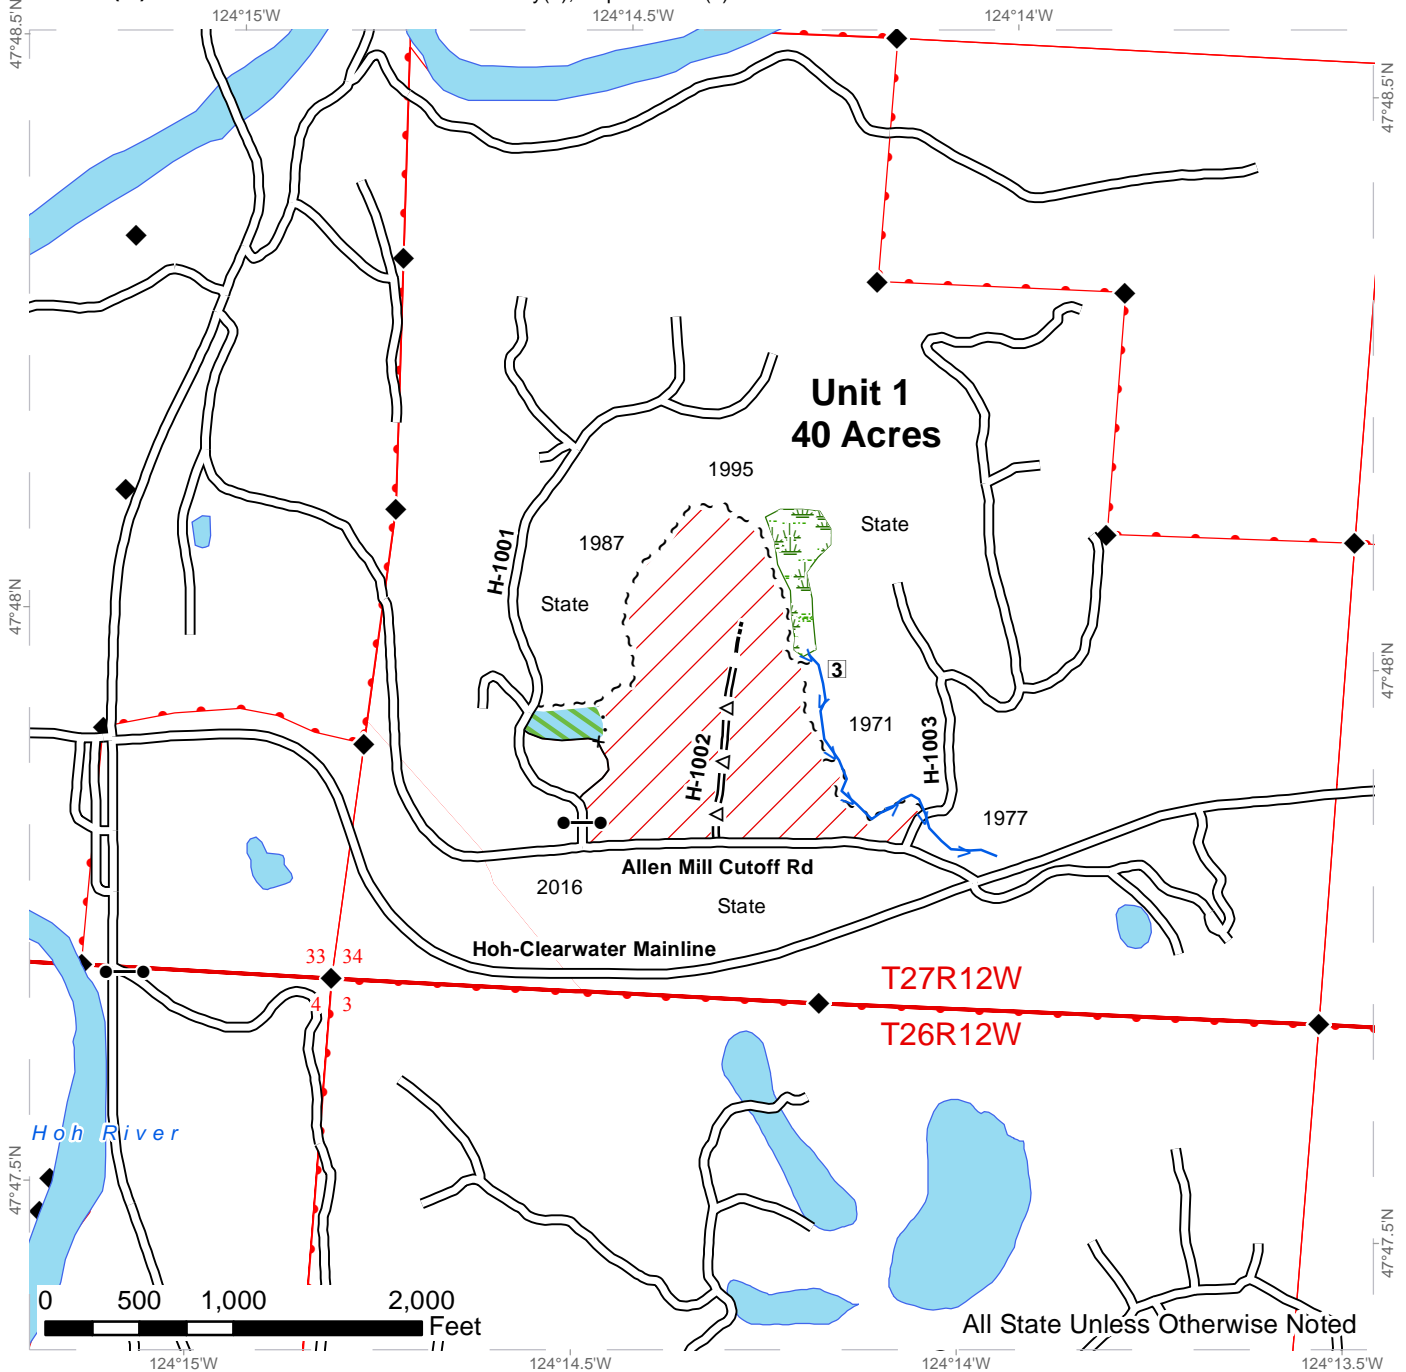 124°15'W
124°14.5'W
124°14'W
47°48.5'N
47°48.5'N
Unit 1
40 Acres
1995
State
1987
H-1001
State
47°48'N
47°48'N
3
1971
H-1002
H-1003
1977
Allen Mill Cutoff Rd
2016
State
Hoh-Clearwater Mainline
33 34
T27R12W
4 3
T26R12W
Hoh River
47°47.5'N
47°47.5'N
0 500 1,000 2,000
Feet
All State Unless Otherwise Noted
124°15'W
124°14.5'W
124°14'W
124°13.5'W